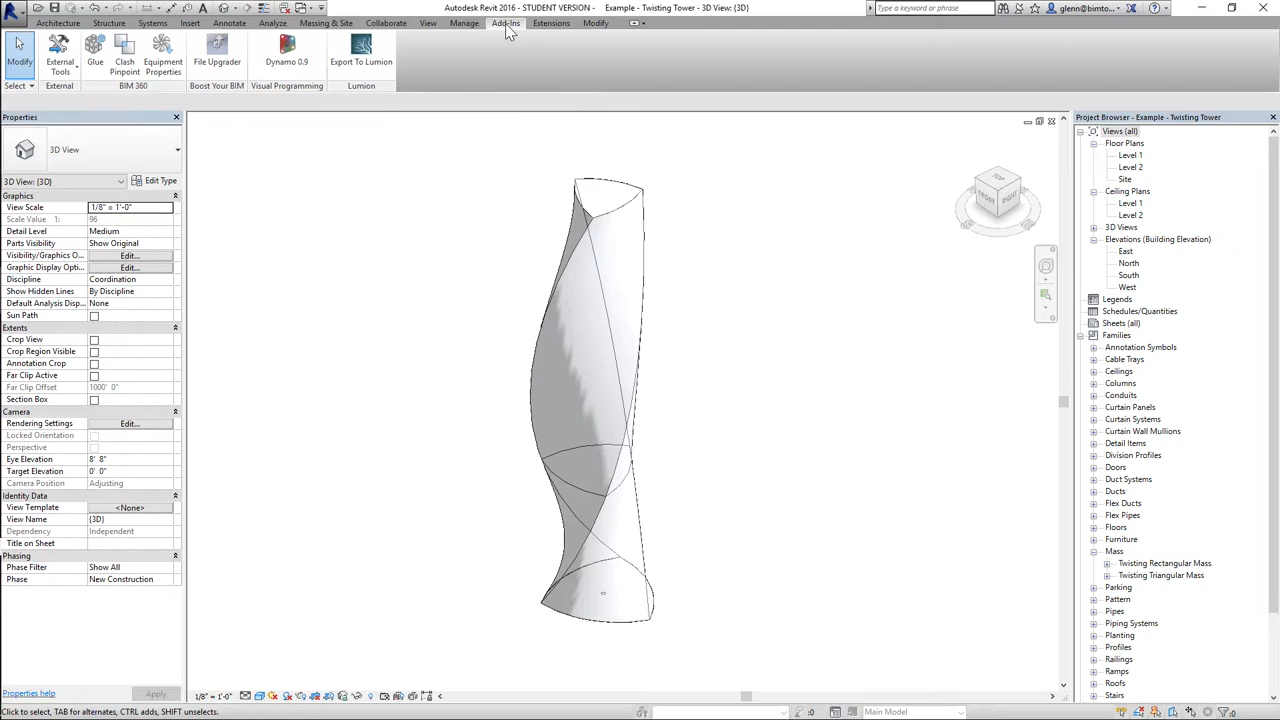 Autodesk Revit 2016 - STUDENT VERSION - Example - Twisting Tower - 3D View: {3D}
Type a keyword or phrase
glenn@bimto...
Architecture Structure Systems Insert Annotate Analyze Massing & Site Collaborate View Manage Add-Ins Extensions Modify
Modify
External Tools
Glue
Clash Pinpoint
Equipment Properties
File Upgrader
Dynamo 0.9
Export To Lumion
Select External BIM 360 Boost Your BIM Visual Programming Lumion
Properties
3D View
3D View: {3D} Edit Type
Graphics
View Scale 1/8" = 1'-0"
Scale Value 1: 96
Detail Level Medium
Parts Visibility Show Original
Visibility/Graphics O... Edit...
Graphic Display Opti... Edit...
Discipline Coordination
Show Hidden Lines By Discipline
Default Analysis Disp... None
Sun Path
Extents
Crop View
Crop Region Visible
Annotation Crop
Far Clip Active
Far Clip Offset 1000' 0"
Section Box
Camera
Rendering Settings Edit...
Locked Orientation
Perspective
Eye Elevation 8' 8"
Target Elevation 0' 0"
Camera Position Adjusting
Identity Data
View Template <None>
View Name {3D}
Dependency Independent
Title on Sheet
Phasing
Phase Filter Show All
Phase New Construction
Properties help Apply
TOP
FRONT RIGHT
Project Browser - Example - Twisting Tower
Views (all)
Floor Plans
Level 1
Level 2
Site
Ceiling Plans
Level 1
Level 2
3D Views
Elevations (Building Elevation)
East
North
South
West
Legends
Schedules/Quantities
Sheets (all)
Families
Annotation Symbols
Cable Trays
Ceilings
Columns
Conduits
Curtain Panels
Curtain Systems
Curtain Wall Mullions
Detail Items
Division Profiles
Doors
Duct Systems
Ducts
Flex Ducts
Flex Pipes
Floors
Furniture
Mass
Twisting Rectangular Mass
Twisting Triangular Mass
Parking
Pattern
Pipes
Piping Systems
Planting
Profiles
Railings
Ramps
Roofs
Stairs
1/8" = 1'-0"
Click to select, TAB for alternates, CTRL adds, SHIFT unselects.
:0
Main Model
:0